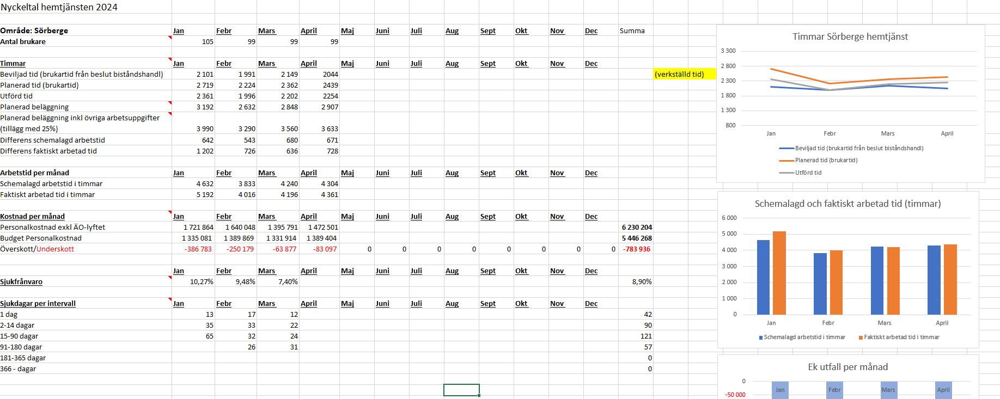 Nyckeltal hemtjänsten 2024
Område: Sörberge Jan Febr Mars April Maj Juni Juli Aug Sept Okt Nov Dec Summa
Antal brukare 105 99 99 99
Timmar Jan Febr Mars April Maj Juni Juli Aug Sept Okt Nov Dec
Beviljad tid (brukartid från beslut biståndshandl) 2 101 1 991 2 149 2044 (verkställd tid)
Planerad tid (brukartid) 2 719 2 224 2 362 2439
Utförd tid 2 361 1 996 2 202 2254
Planerad beläggning 3 192 2 632 2 848 2 907
Planerad beläggning inkl övriga arbetsuppgifter
(tillägg med 25%) 3 990 3 290 3 560 3 633
Differens schemalagd arbetstid 642 543 680 671
Differens faktiskt arbetad tid 1 202 726 636 728
Arbetstid per månad Jan Febr Mars April Maj Juni Juli Aug Sept Okt Nov Dec
Schemalagd arbetstid i timmar 4 632 3 833 4 240 4 304
Faktiskt arbetad tid i timmar 5 192 4 016 4 196 4 361
Kostnad per månad Jan Febr Mars April Maj Juni Juli Aug Sept Okt Nov Dec
Personalkostnad exkl ÄO-lyftet 1 721 864 1 640 048 1 395 791 1 472 501 6 230 204
Budget Personalkostnad 1 335 081 1 389 869 1 331 914 1 389 404 5 446 268
Överskott/Underskott -386 783 -250 179 -63 877 -83 097 0 0 0 0 0 0 0 0 -783 936
Jan Febr Mars April Maj Juni Juli Aug Sept Okt Nov Dec
Sjukfrånvaro 10,27% 9,48% 7,40% 8,90%
Sjukdagar per intervall Jan Febr Mars April Maj Juni Juli Aug Sept Okt Nov Dec
1 dag 13 17 12 42
2-14 dagar 35 33 22 90
15-90 dagar 65 32 24 121
91-180 dagar 26 31 57
181-365 dagar 0
366 - dagar 0
Timmar Sörberge hemtjänst
3 300
2 800
2 300
1 800
1 300
800
Jan Febr Mars April
Beviljad tid (brukartid från beslut biståndshandl)
Planerad tid (brukartid)
Utförd tid
Schemalagd och faktiskt arbetad tid (timmar)
6 000
5 000
4 000
3 000
2 000
1 000
0
Jan Febr Mars April
Schemalagd arbetstid i timmar Faktiskt arbetad tid i timmar
Ek utfall per månad
0
Jan Febr Mars April
-50 000